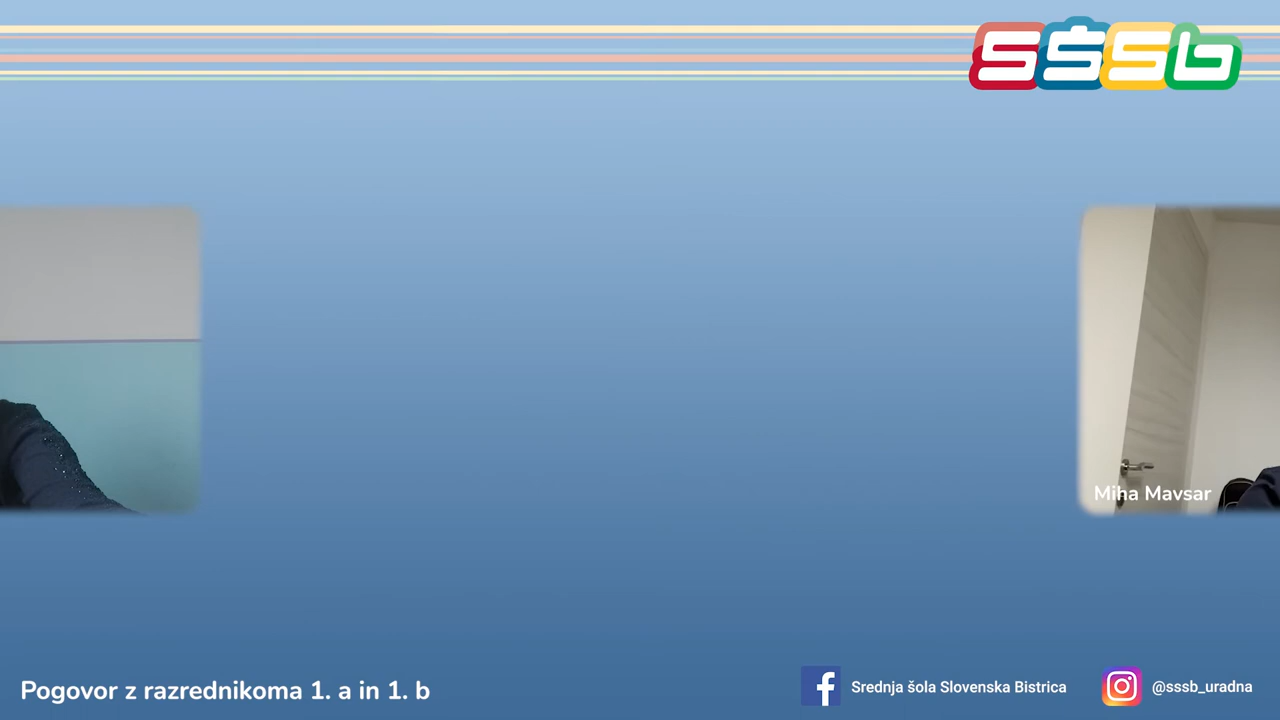 SŠSb
Miha Mavsar
Pogovor z razrednikoma 1. a in 1. b
Srednja šola Slovenska Bistrica
@sssb_uradna